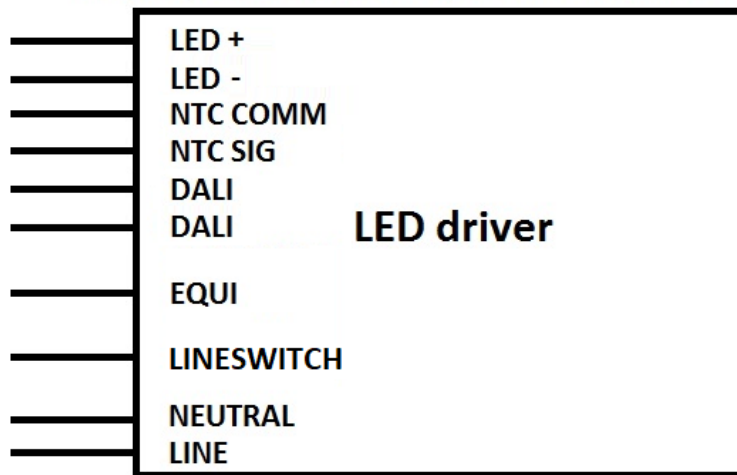 LED +
LED -
NTC COMM
NTC SIG
DALI
DALI
LED driver
EQUI
LINESWITCH
NEUTRAL
LINE